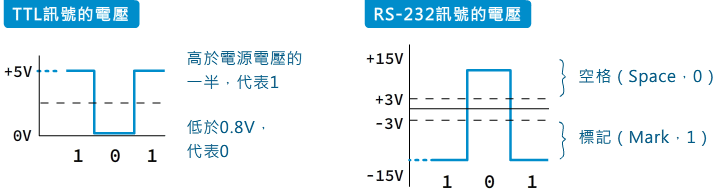 TTL訊號的電壓
+5V
0V
1 0 1
高於電源電壓的
一半，代表1
低於0.8V，
代表0
RS-232訊號的電壓
+15V
+3V
-3V
-15V
1 0 1
空格（Space，0）
標記（Mark，1）